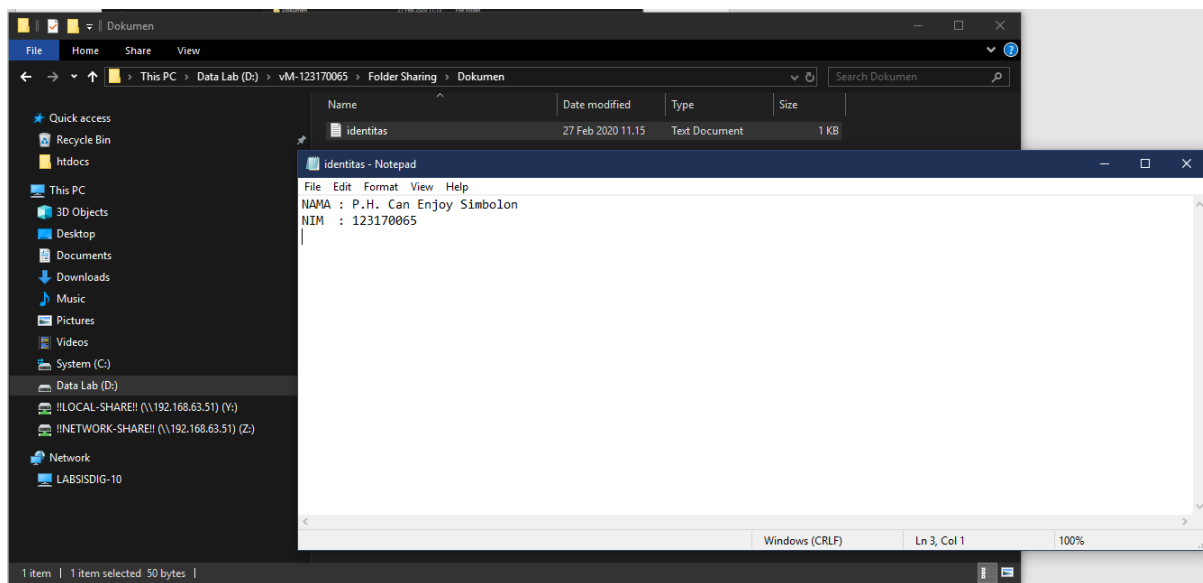 Dokumen
File Home Share View
This PC > Data Lab (D:) > vM-123170065 > Folder Sharing > Dokumen
Search Dokumen
Name Date modified Type Size
identitas 27 Feb 2020 11.15 Text Document 1 KB
Quick access
Recycle Bin
htdocs
This PC
3D Objects
Desktop
Documents
Downloads
Music
Pictures
Videos
System (C:)
Data Lab (D:)
!!LOCAL-SHARE!! (\\192.168.63.51) (Y:)
!!NETWORK-SHARE!! (\\192.168.63.51) (Z:)
Network
LABSISDIG-10
1 item 1 item selected 50 bytes
identitas - Notepad
File Edit Format View Help
NAMA : P.H. Can Enjoy Simbolon
NIM : 123170065
Windows (CRLF) Ln 3, Col 1 100%